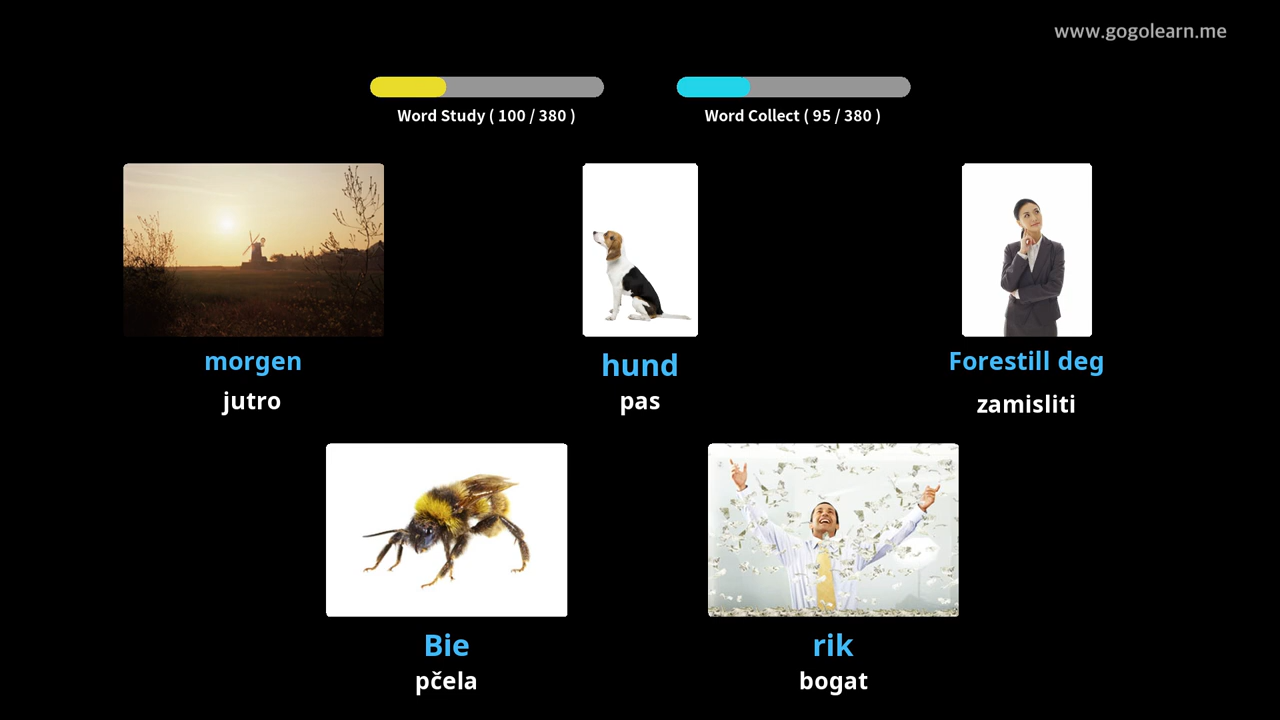 www.gogolearn.me
Word Study ( 100 / 380 )
Word Collect ( 95 / 380 )
morgen
jutro
hund
pas
Forestill deg
zamisliti
Bie
pčela
rik
bogat